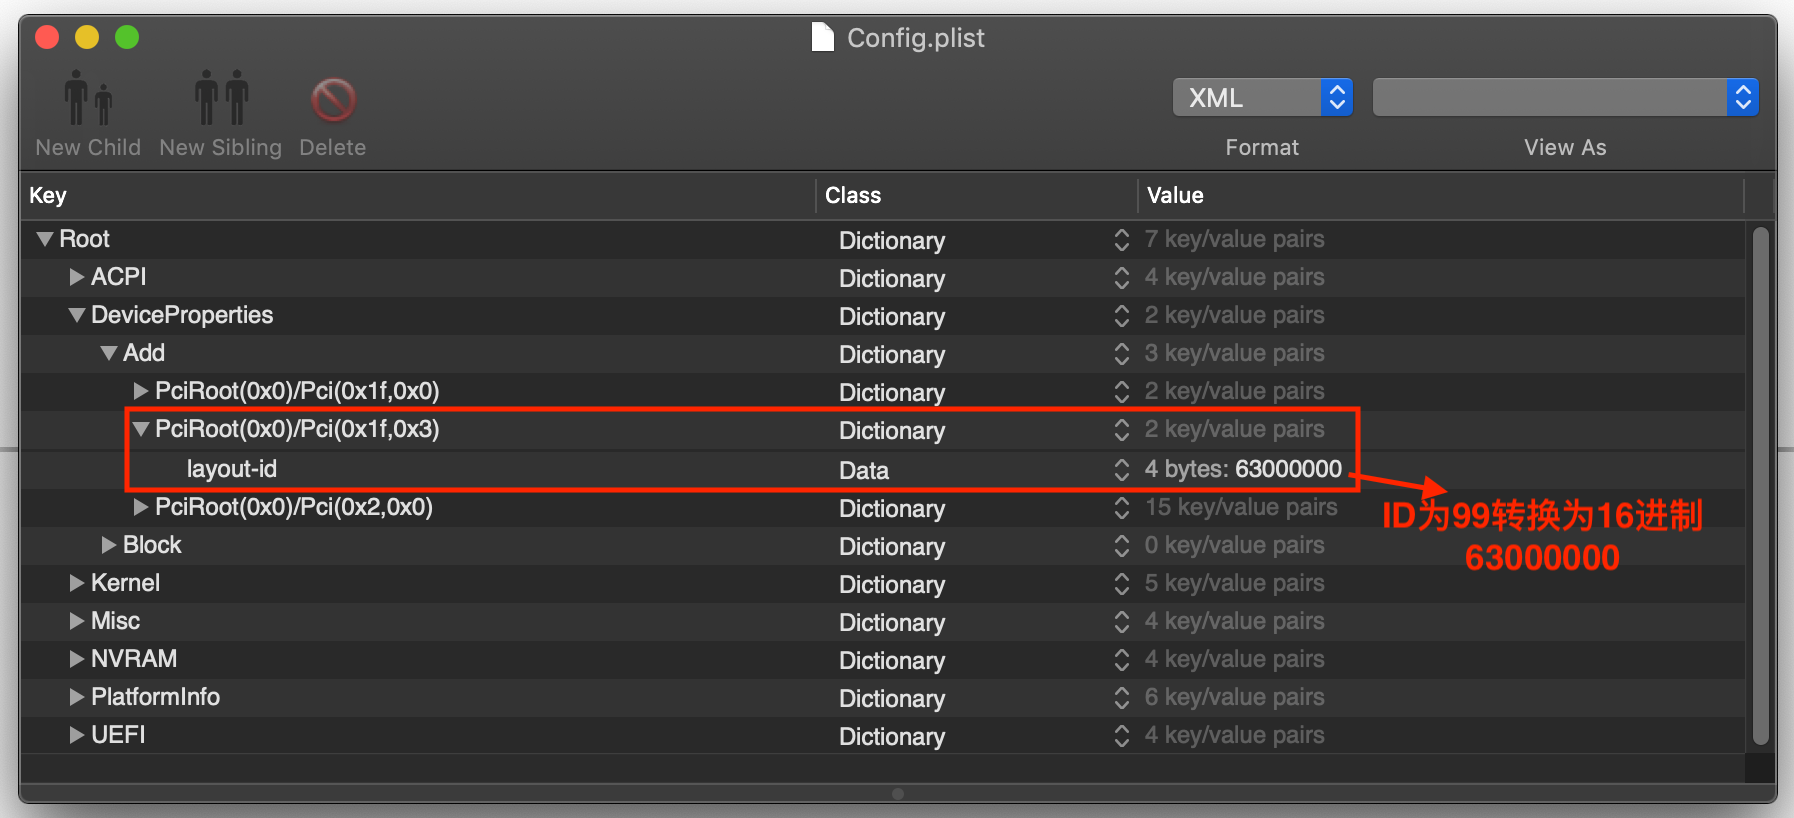 Config.plist
New Child New Sibling Delete
XML
Format View As
Key Class Value
Root Dictionary 7 key/value pairs
ACPI Dictionary 4 key/value pairs
DeviceProperties Dictionary 2 key/value pairs
Add Dictionary 3 key/value pairs
PciRoot(0x0)/Pci(0x1f,0x0) Dictionary 2 key/value pairs
PciRoot(0x0)/Pci(0x1f,0x3) Dictionary 2 key/value pairs
layout-id Data 4 bytes: 63000000
PciRoot(0x0)/Pci(0x2,0x0) Dictionary 15 key/value pairs
ID为99转换为16进制
63000000
Block Dictionary 0 key/value pairs
Kernel Dictionary 5 key/value pairs
Misc Dictionary 4 key/value pairs
NVRAM Dictionary 4 key/value pairs
PlatformInfo Dictionary 6 key/value pairs
UEFI Dictionary 4 key/value pairs